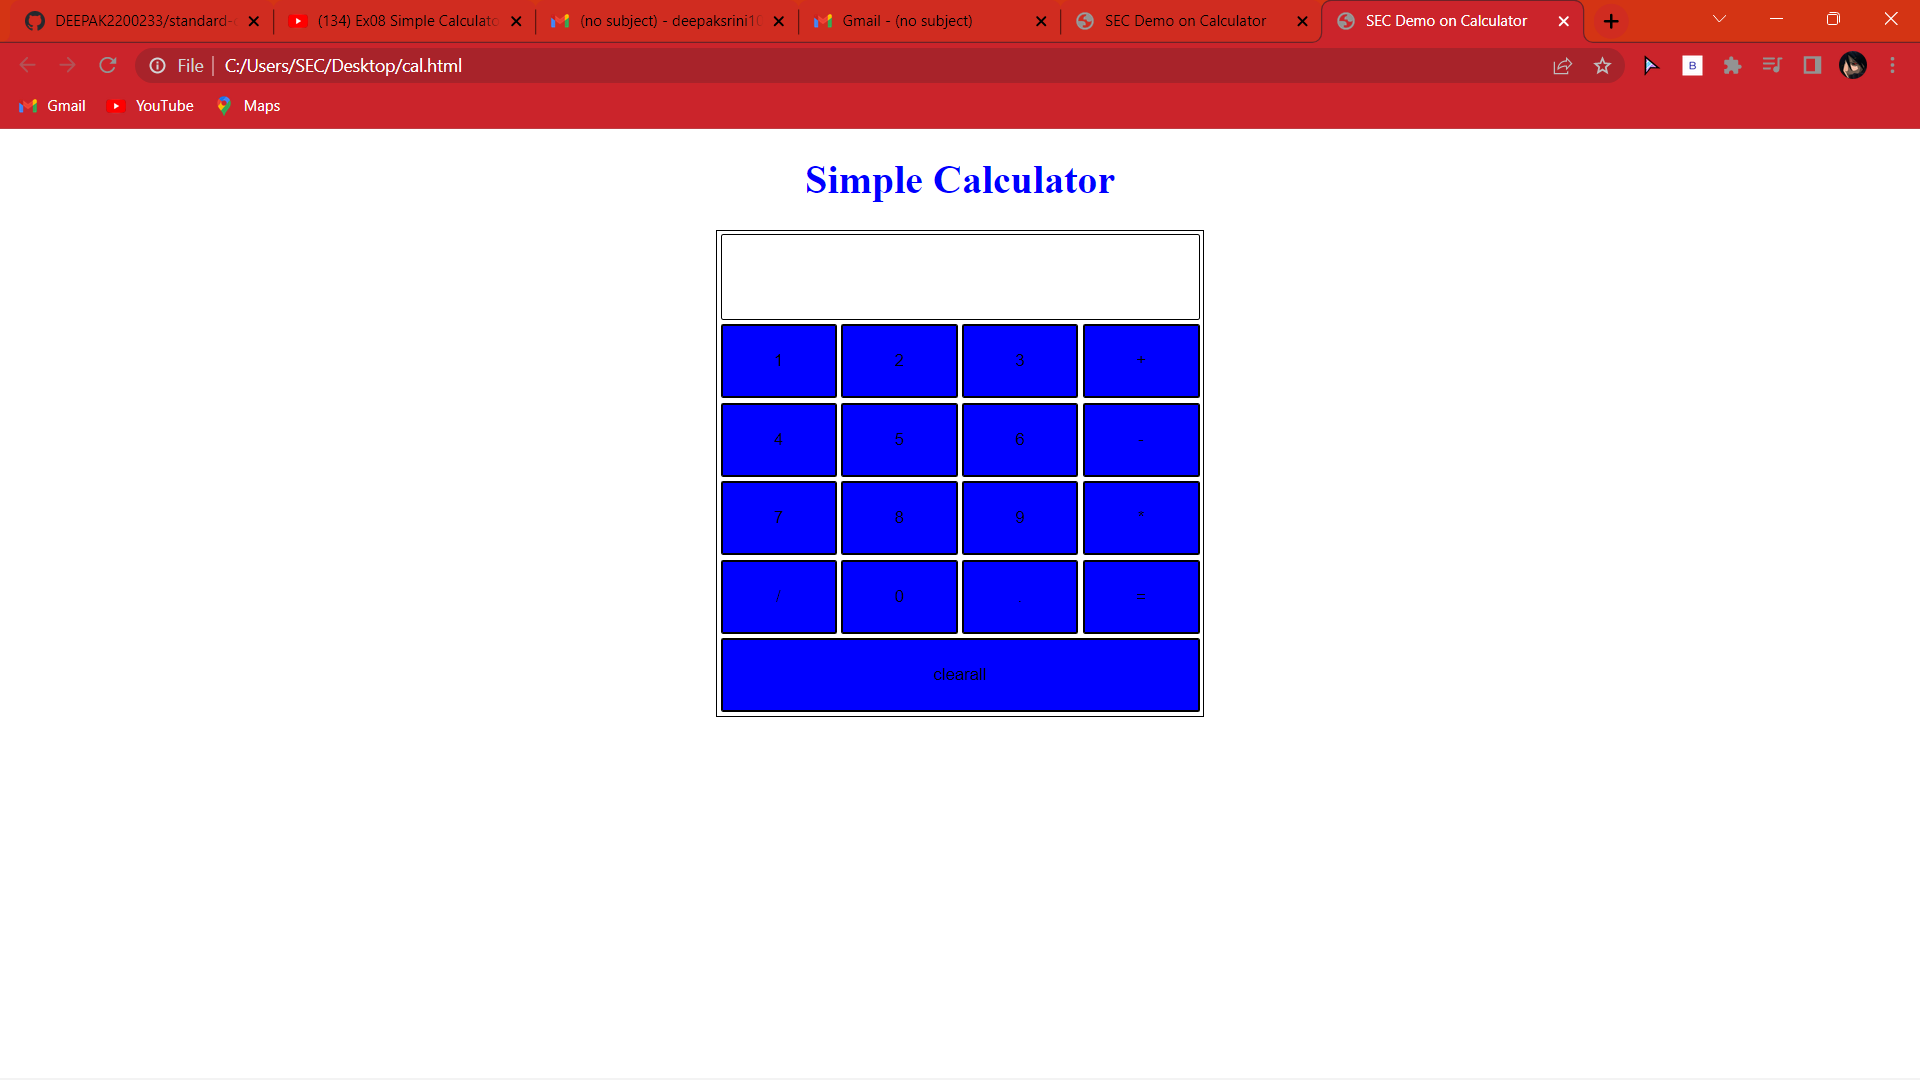 DEEPAK2200233/standard-
(134) Ex08 Simple Calculato
(no subject) - deepaksrini10
Gmail - (no subject)
SEC Demo on Calculator
SEC Demo on Calculator
File | C:/Users/SEC/Desktop/cal.html
B
Gmail
YouTube
Maps
Simple Calculator
1 2 3 +
4 5 6 -
7 8 9 *
/ 0 =
clearall